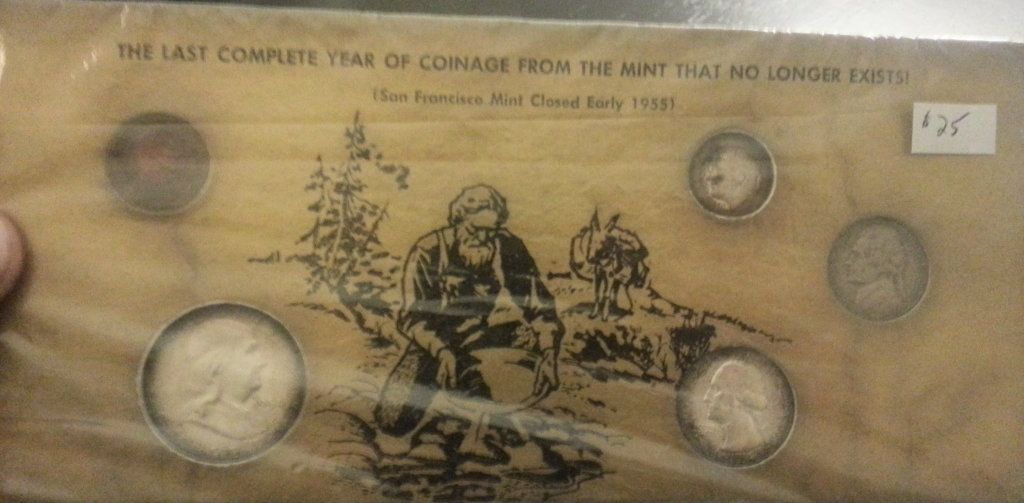 THE LAST COMPLETE YEAR OF COINAGE FROM THE MINT THAT NO LONGER EXISTS!
(San Francisco Mint Closed Early 1955)
$25